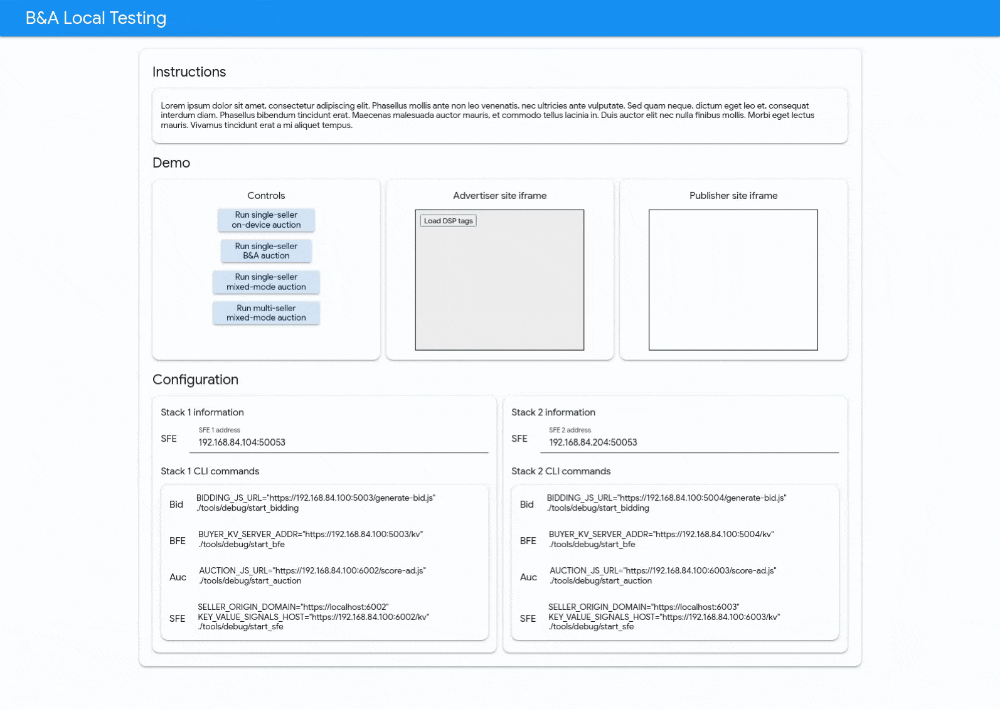 B&A Local Testing
Instructions
Lorem ipsum dolor sit amet, consectetur adipiscing elit. Phasellus mollis ante non leo venenatis, nec ultricies ante vulputate. Sed quam neque, dictum eget leo et, consequat
interdum diam. Phasellus bibendum tincidunt erat. Maecenas malesuada auctor mauris, et commodo tellus lacinia in. Duis auctor elit nec nulla finibus mollis. Morbi eget lectus
mauris. Vivamus tincidunt erat a mi aliquet tempus.
Demo
Controls
Run single-seller
on-device auction
Run single-seller
B&A auction
Run single-seller
mixed-mode auction
Run multi-seller
mixed-mode auction
Advertiser site iframe
Load DSP tags
Publisher site iframe
Configuration
Stack 1 information
SFE 1 address
SFE
192.168.84.104:50053
Stack 1 CLI commands
Bid
BIDDING_JS_URL="https://192.168.84.100:5003/generate-bid.js"
./tools/debug/start_bidding
BFE
BUYER_KV_SERVER_ADDR="https://192.168.84.100:5003/kv"
./tools/debug/start_bfe
Auc
AUCTION_JS_URL="https://192.168.84.100:6002/score-ad.js"
./tools/debug/start_auction
SFE
SELLER_ORIGIN_DOMAIN="https://localhost:6002"
KEY_VALUE_SIGNALS_HOST="https://192.168.84.100:6002/kv"
./tools/debug/start_sfe
Stack 2 information
SFE 2 address
SFE
192.168.84.204:50053
Stack 2 CLI commands
Bid
BIDDING_JS_URL="https://192.168.84.100:5004/generate-bid.js"
./tools/debug/start_bidding
BFE
BUYER_KV_SERVER_ADDR="https://192.168.84.100:5004/kv"
./tools/debug/start_bfe
Auc
AUCTION_JS_URL="https://192.168.84.100:6003/score-ad.js"
./tools/debug/start_auction
SFE
SELLER_ORIGIN_DOMAIN="https://localhost:6003"
KEY_VALUE_SIGNALS_HOST="https://192.168.84.100:6003/kv"
./tools/debug/start_sfe